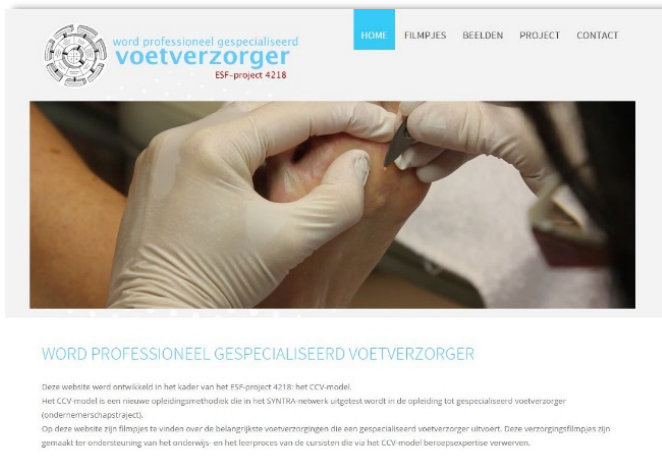 word professioneel gespecialiseerd
voetverzorger
ESF-project 4218
HOME FILMPJES BEELDEN PROJECT CONTACT
WORD PROFESSIONEEL GESPECIALISEERD VOETVERZORGER
Deze website werd ontwikkeld in het kader van het ESF-project 4218: het CCV-model.
Het CCV-model is een nieuwe opleidingsmethodiek die in het SYNTRA-netwerk uitgetest wordt in de opleiding tot gespecialiseerd voetverzorger
(ondernemerschapstraject).
Op deze website zijn filmpjes te vinden over de belangrijkste voetverzorgingen die een gespecialiseerd voetverzorger uitvoert. Deze verzorgingsfilmpjes zijn
gemaakt ter ondersteuning van het onderwijs- en het leerproces van de cursisten die via het CCV-model beroepsexpertise verwerven.